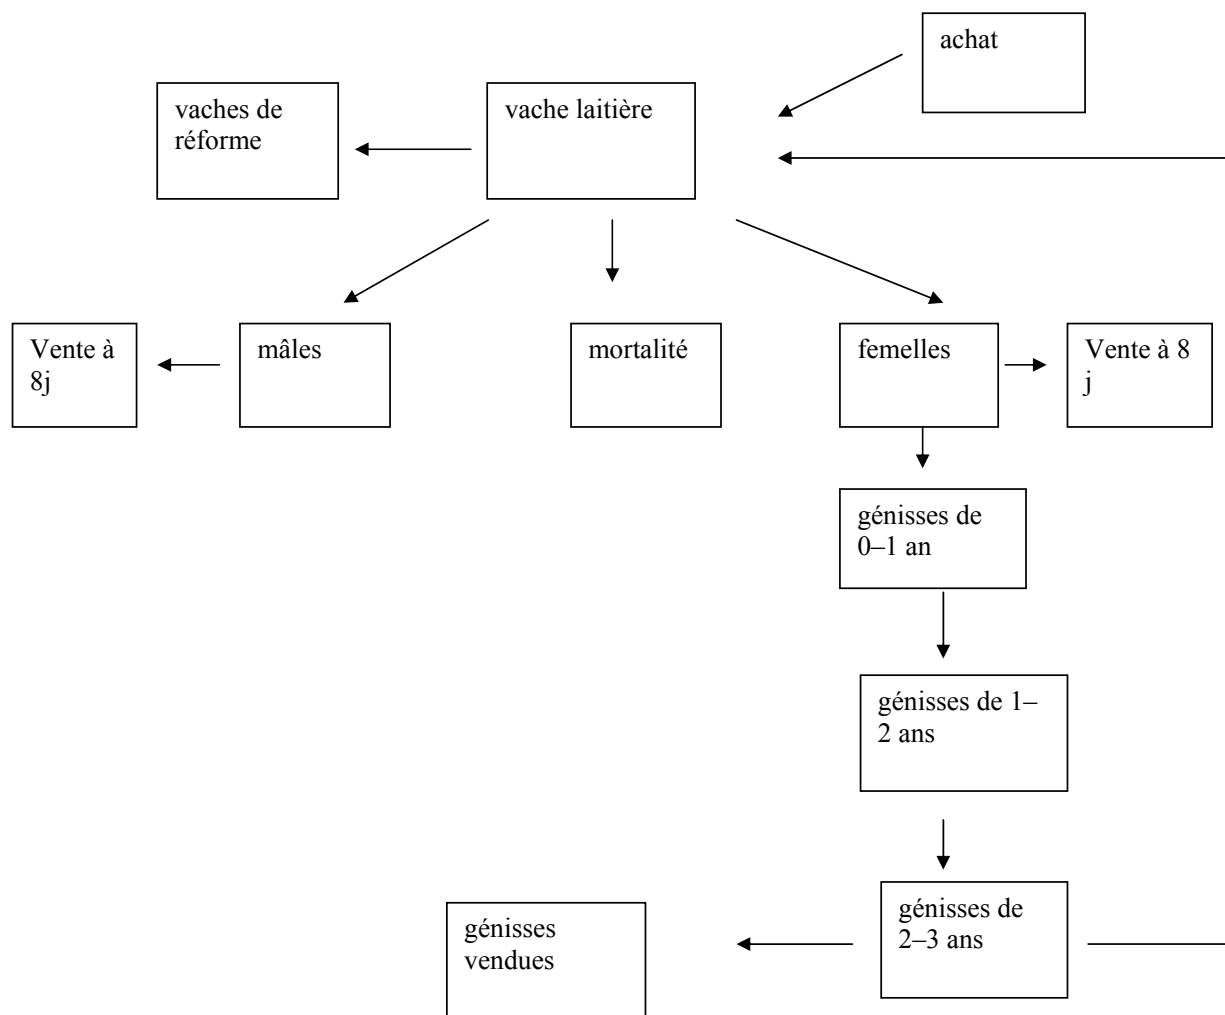 achat
vaches de
réforme
vache laitière
Vente à
8j
mâles
mortalité
femelles
Vente à 8
j
génisses de
0–1 an
génisses de 1–
2 ans
génisses de
2–3 ans
génisses
vendues